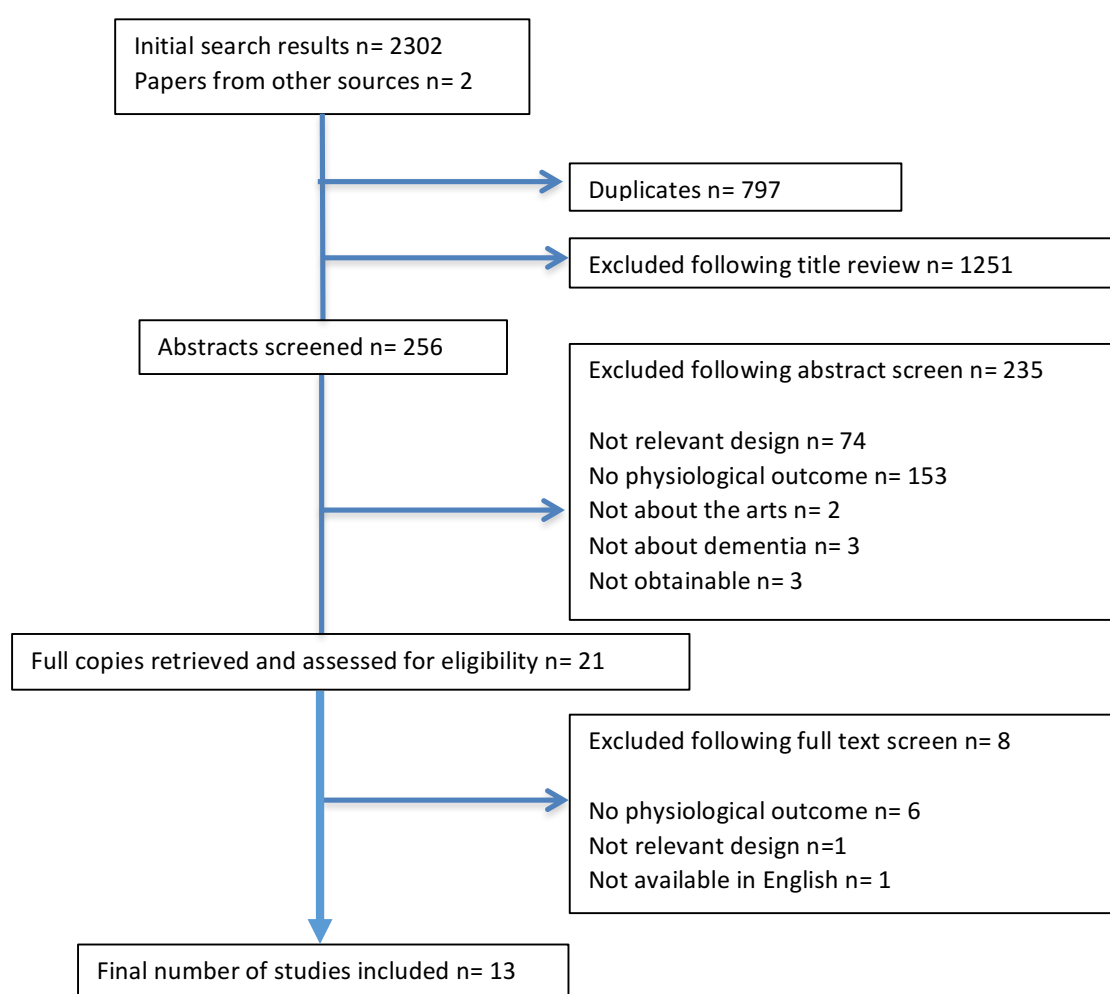 Initial search results n= 2302
Papers from other sources n= 2
Duplicates n= 797
Excluded following title review n= 1251
Abstracts screened n= 256
Excluded following abstract screen n= 235
Not relevant design n= 74
No physiological outcome n= 153
Not about the arts n= 2
Not about dementia n= 3
Not obtainable n= 3
Full copies retrieved and assessed for eligibility n= 21
Excluded following full text screen n= 8
No physiological outcome n= 6
Not relevant design n=1
Not available in English n= 1
Final number of studies included n= 13